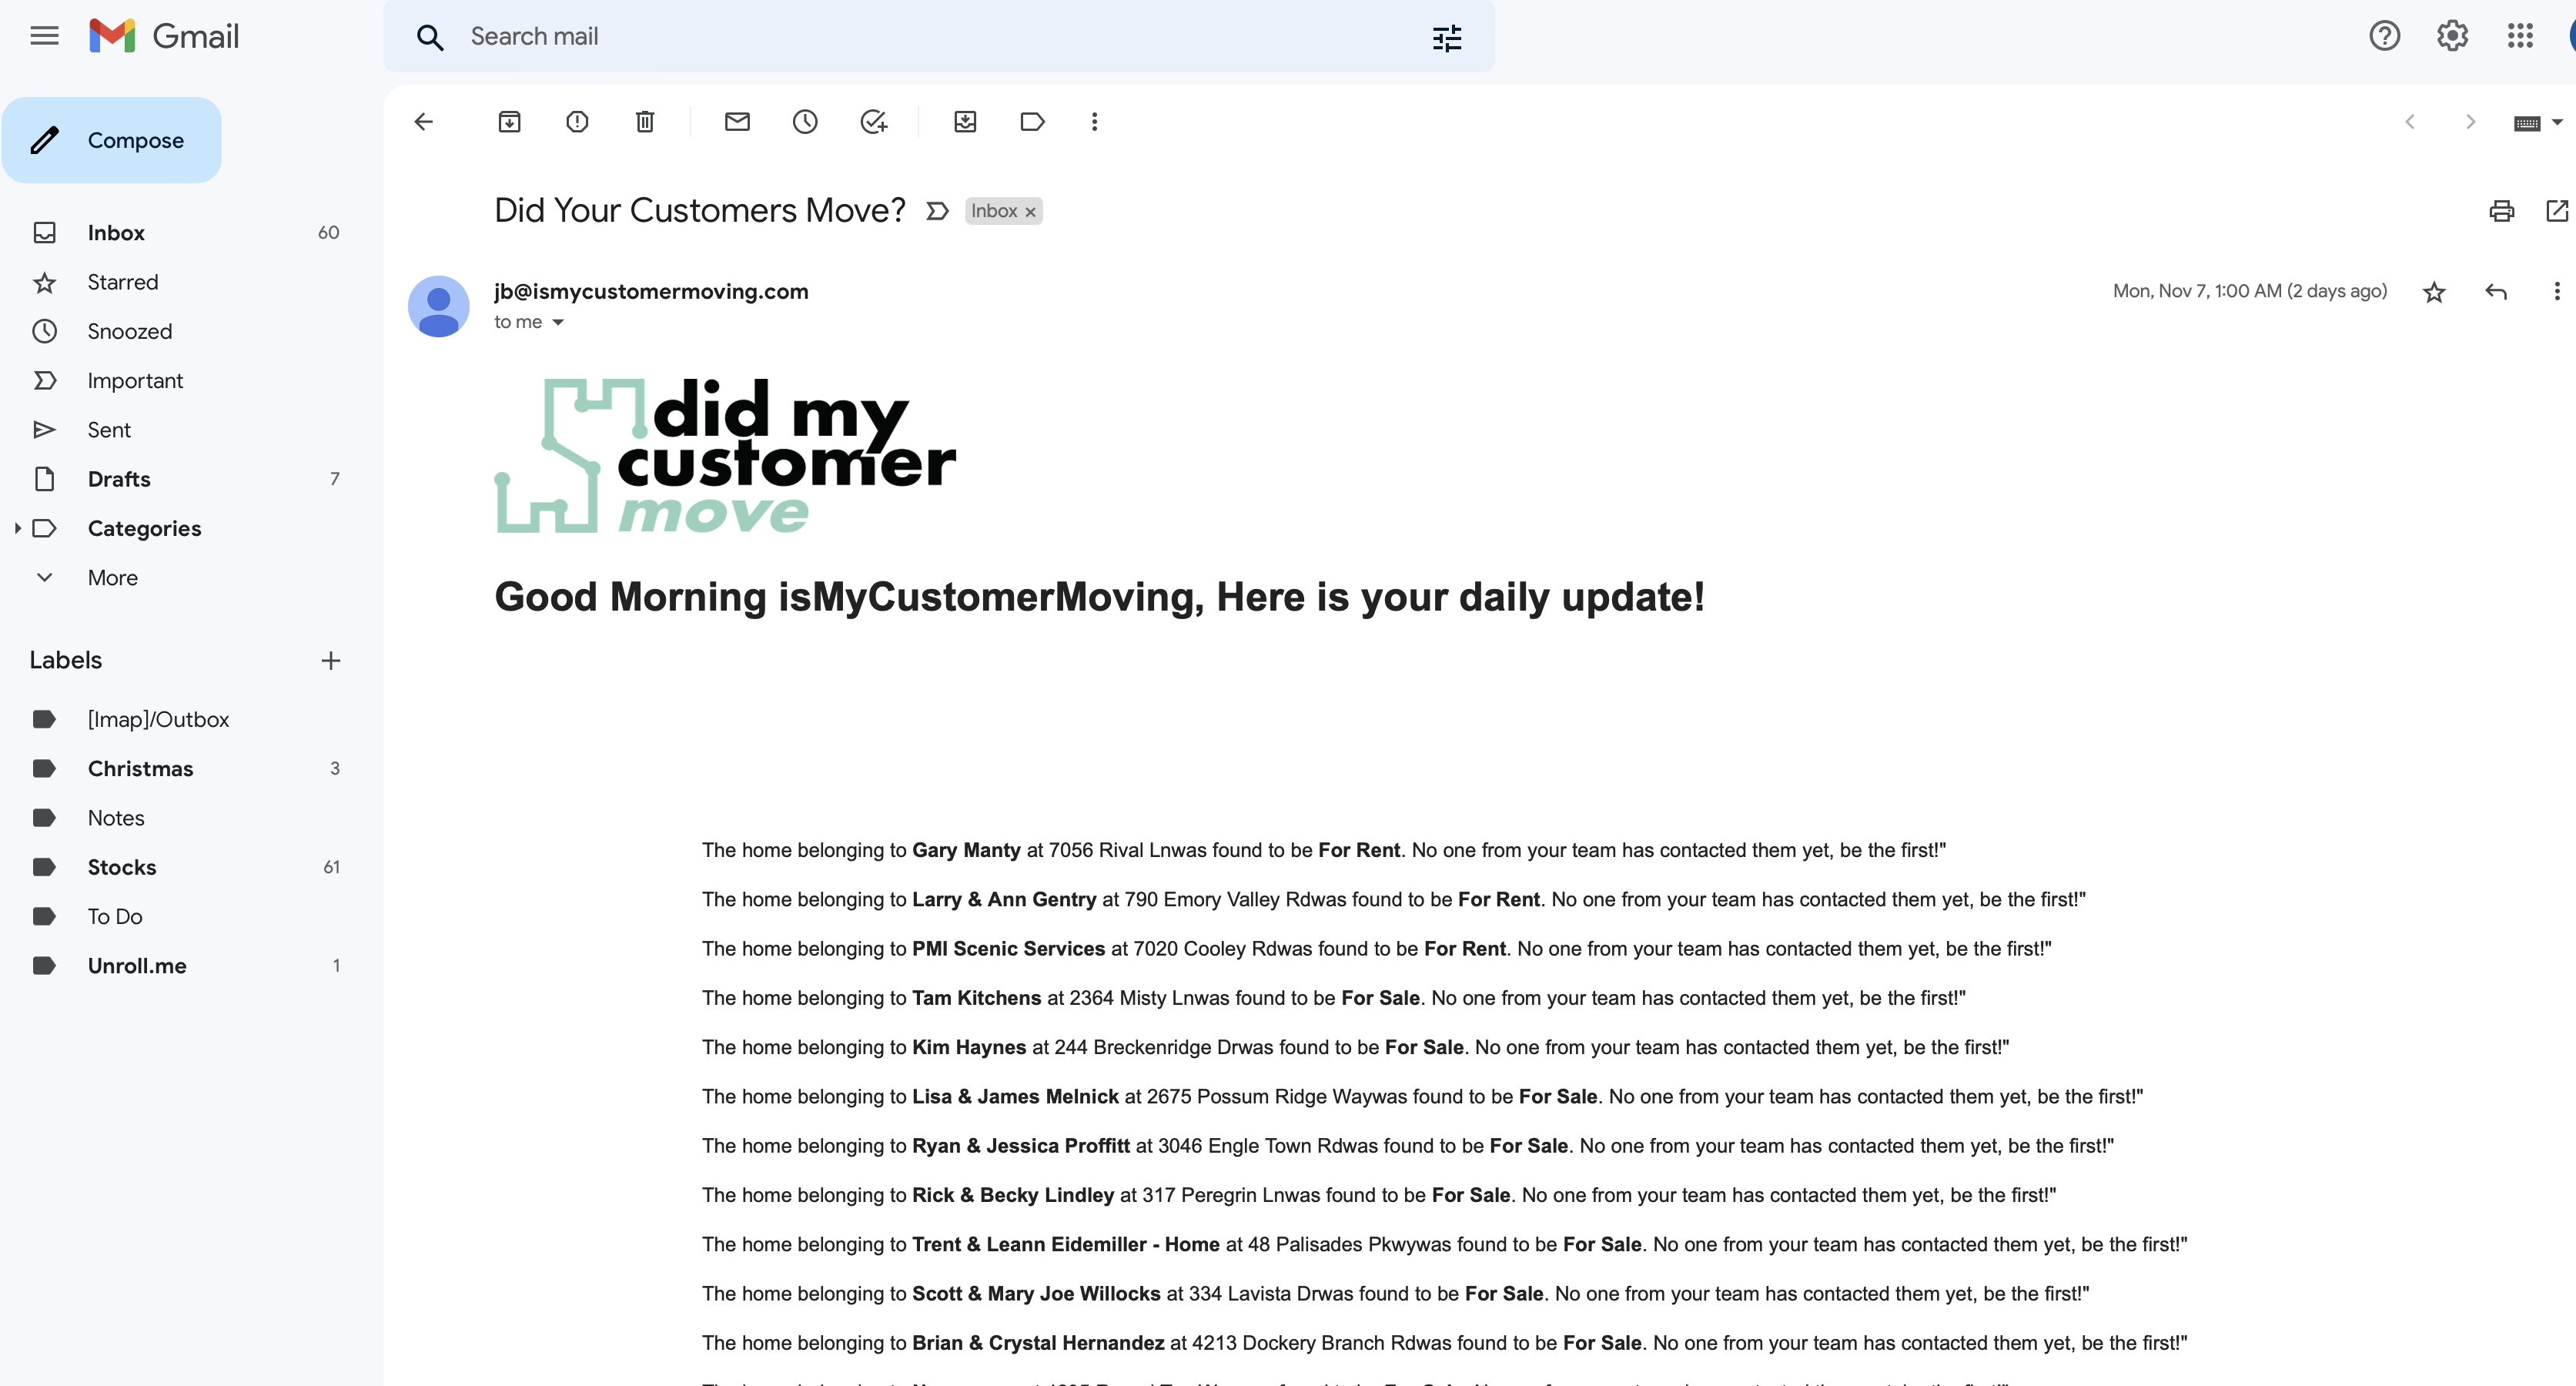 Gmail
Search mail
Compose
Inbox 60
Starred
Snoozed
Important
Sent
Drafts 7
Categories
More
Labels
[Imap]/Outbox
Christmas 3
Notes
Stocks 61
To Do
Unroll.me 1
Did Your Customers Move? Inbox
jb@ismycustomermoving.com
Mon, Nov 7, 1:00 AM (2 days ago)
to me
did my
customer
move
Good Morning isMyCustomerMoving, Here is your daily update!
The home belonging to Gary Manty at 7056 Rival Lnwas found to be For Rent. No one from your team has contacted them yet, be the first!"
The home belonging to Larry & Ann Gentry at 790 Emory Valley Rdwas found to be For Rent. No one from your team has contacted them yet, be the first!"
The home belonging to PMI Scenic Services at 7020 Cooley Rdwas found to be For Rent. No one from your team has contacted them yet, be the first!"
The home belonging to Tam Kitchens at 2364 Misty Lnwas found to be For Sale. No one from your team has contacted them yet, be the first!"
The home belonging to Kim Haynes at 244 Breckenridge Drwas found to be For Sale. No one from your team has contacted them yet, be the first!"
The home belonging to Lisa & James Melnick at 2675 Possum Ridge Waywas found to be For Sale. No one from your team has contacted them yet, be the first!"
The home belonging to Ryan & Jessica Proffitt at 3046 Engle Town Rdwas found to be For Sale. No one from your team has contacted them yet, be the first!"
The home belonging to Rick & Becky Lindley at 317 Peregrin Lnwas found to be For Sale. No one from your team has contacted them yet, be the first!"
The home belonging to Trent & Leann Eidemiller - Home at 48 Palisades Pkwywas found to be For Sale. No one from your team has contacted them yet, be the first!"
The home belonging to Scott & Mary Joe Willocks at 334 Lavista Drwas found to be For Sale. No one from your team has contacted them yet, be the first!"
The home belonging to Brian & Crystal Hernandez at 4213 Dockery Branch Rdwas found to be For Sale. No one from your team has contacted them yet, be the first!"